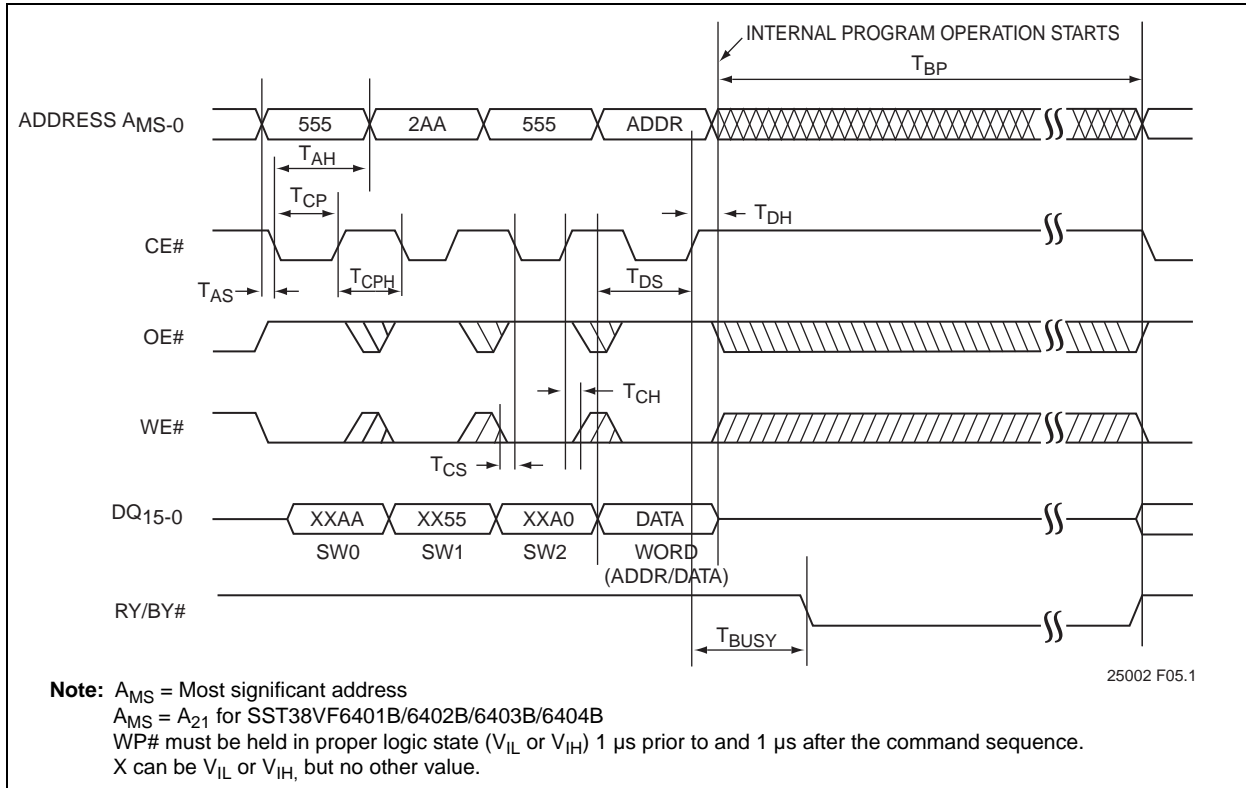 INTERNAL PROGRAM OPERATION STARTS
TBP
ADDRESS AMS-0
555
2AA
555
ADDR
TAH
TCP
TDH
CE#
TCPH
TDS
TAS
OE#
TCH
WE#
TCS
DQ15-0
XXAA
XX55
XXA0
DATA
SW0
SW1
SW2
WORD
(ADDR/DATA)
RY/BY#
TBUSY
25002 F05.1
Note: AMS = Most significant address
AMS = A21 for SST38VF6401B/6402B/6403B/6404B
WP# must be held in proper logic state (VIL or VIH) 1 µs prior to and 1 µs after the command sequence.
X can be VIL or VIH, but no other value.